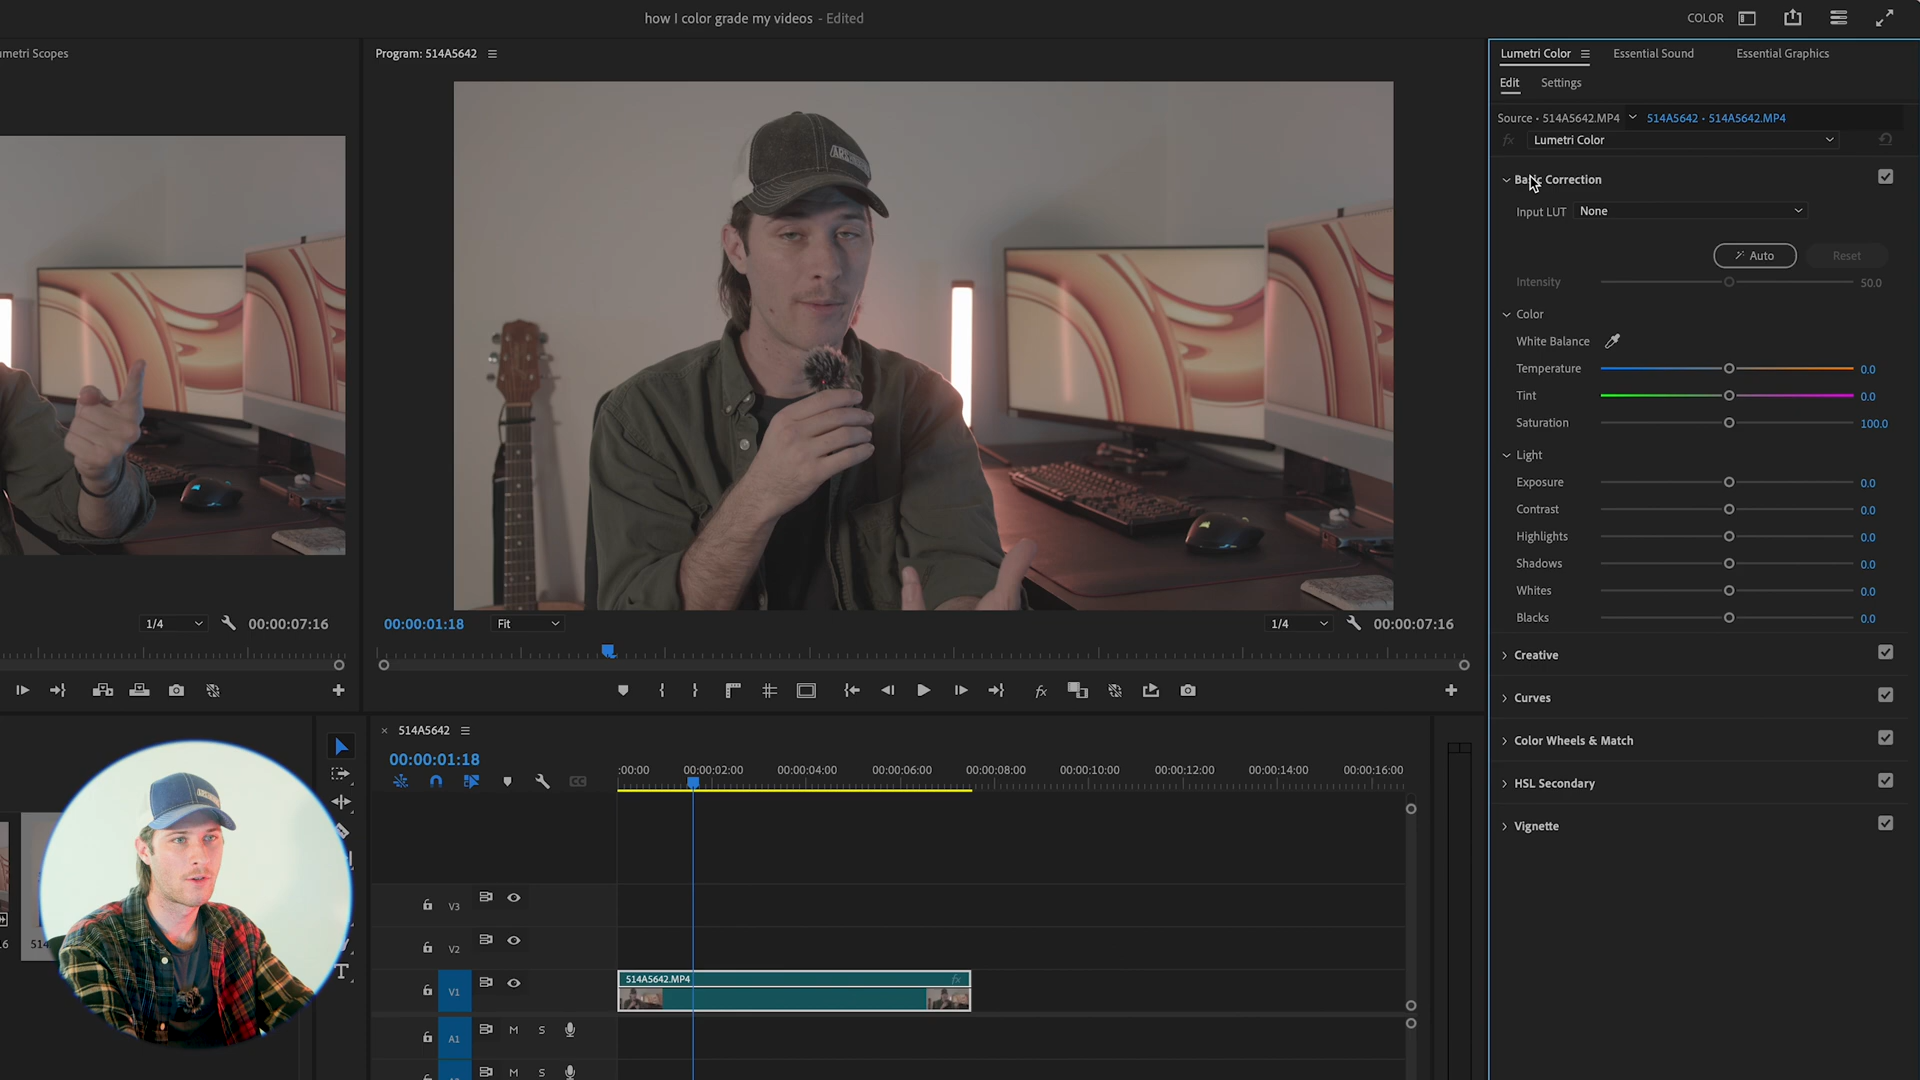 how I color grade my videos - Edited
COLOR
umetri Scopes
Program: 514A5642
Lumetri Color
Essential Sound
Essential Graphics
Edit
Settings
Source • 514A5642.MP4
514A5642 • 514A5642.MP4
fx
Lumetri Color
Basic Correction
Input LUT
None
Auto
Reset
Intensity
50.0
Color
White Balance
Temperature
0.0
Tint
0.0
Saturation
100.0
Light
Exposure
0.0
Contrast
0.0
Highlights
0.0
Shadows
0.0
Whites
0.0
Blacks
0.0
Creative
Curves
Color Wheels & Match
HSL Secondary
Vignette
1/4
00:00:07:16
00:00:01:18
Fit
1/4
00:00:07:16
fx
514A5642
00:00:01:18
:00:00
00:00:02:00
00:00:04:00
00:00:06:00
00:00:08:00
00:00:10:00
00:00:12:00
00:00:14:00
00:00:16:00
V3
V2
V1
514A5642.MP4
fx
A1
M
S
M
S
6
514
T